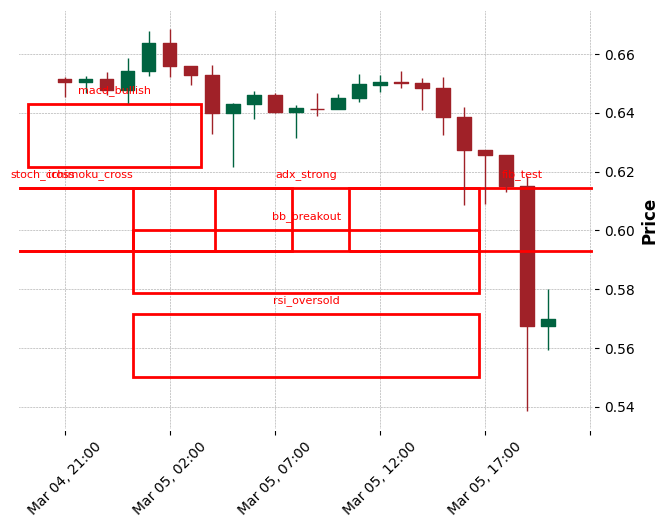 0.66
macd_bullish
0.64
0.62
stoch_cross
ichimoku_cross
adx_strong
0.60
bb_breakout
Price
0.58
rsi_oversold
0.56
0.54
Mar 04, 21:00
Mar 05, 02:00
Mar 05, 07:00
Mar 05, 12:00
Mar 05, 17:00